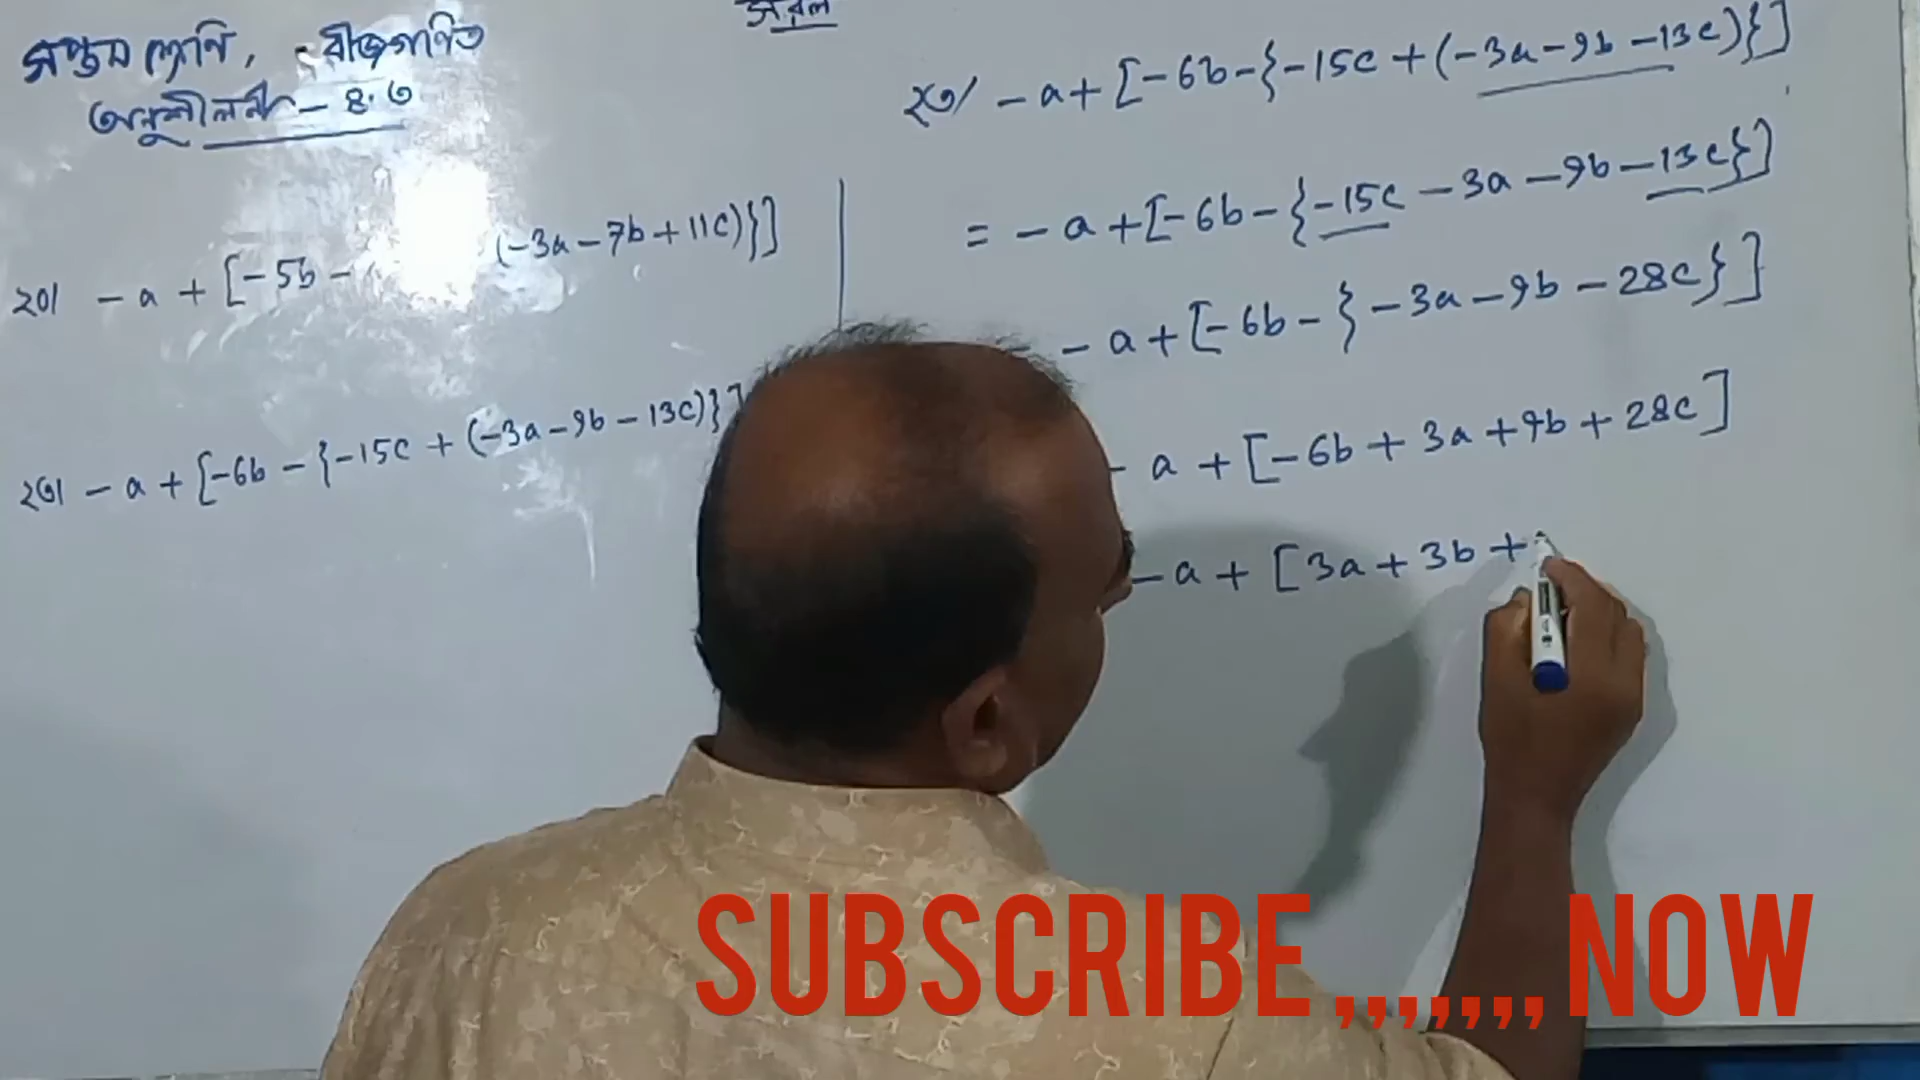 সপ্তম শ্রেণি, বীজগণিত
অনুশীলনী - ৪.৩
২০। - a + [-5b - (-3a - 7b + 11c)}]
২৩। - a + [-6b - {-15c + (-3a - 9b - 13c)}]
সরল
২৩/ - a + [-6b - {-15c + (-3a - 9b - 13c)}]
= - a + [-6b - {-15c - 3a - 9b - 13c}]
- a + [-6b - {-3a - 9b - 28c}]
- a + [-6b + 3a + 9b + 28c]
- a + [3a + 3b +
SUBSCRIBE,,,,,,, NOW